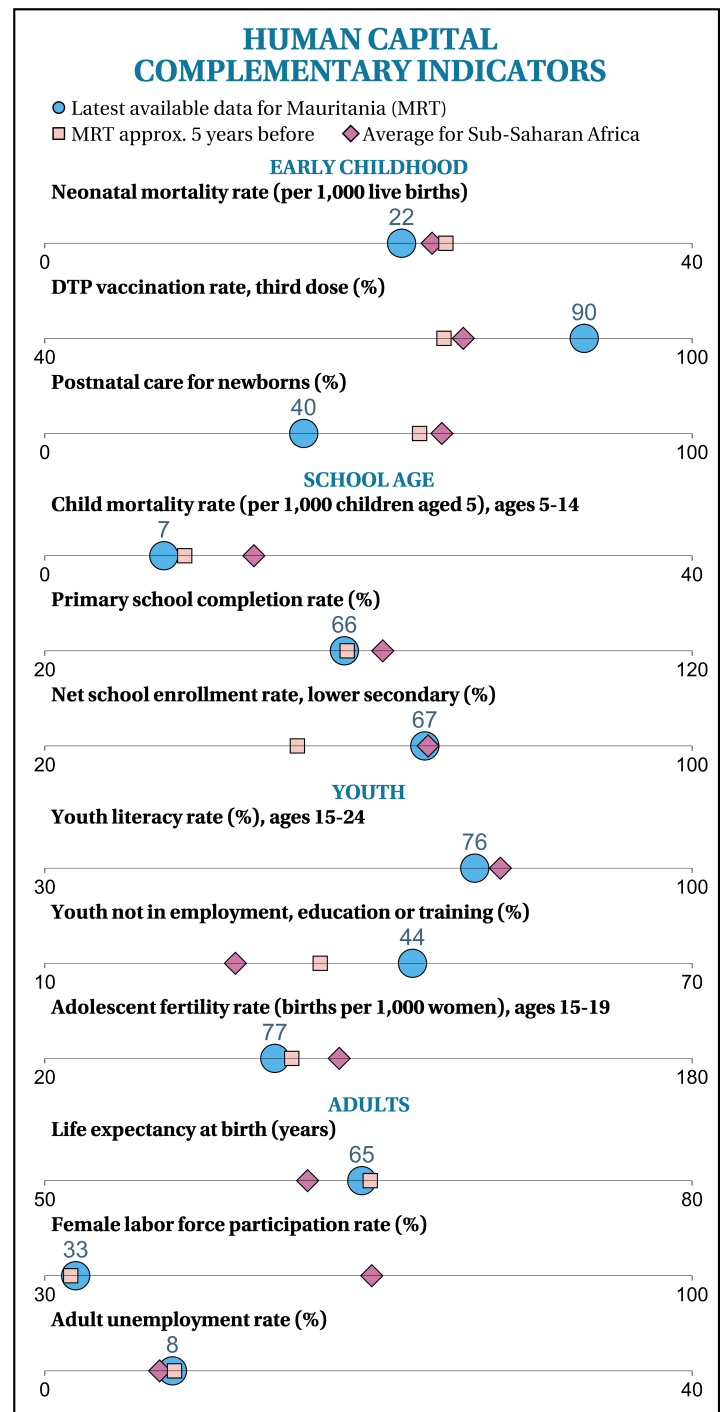 HUMAN CAPITAL
COMPLEMENTARY INDICATORS
Latest available data for Mauritania (MRT)
MRT approx. 5 years before Average for Sub-Saharan Africa
EARLY CHILDHOOD
Neonatal mortality rate (per 1,000 live births)
22
0 40
DTP vaccination rate, third dose (%)
90
40 100
Postnatal care for newborns (%)
40
0 100
SCHOOL AGE
Child mortality rate (per 1,000 children aged 5), ages 5-14
7
0 40
Primary school completion rate (%)
66
20 120
Net school enrollment rate, lower secondary (%)
67
20 100
YOUTH
Youth literacy rate (%), ages 15-24
76
30 100
Youth not in employment, education or training (%)
44
10 70
Adolescent fertility rate (births per 1,000 women), ages 15-19
77
20 180
ADULTS
Life expectancy at birth (years)
65
50 80
Female labor force participation rate (%)
33
30 100
Adult unemployment rate (%)
8
0 40